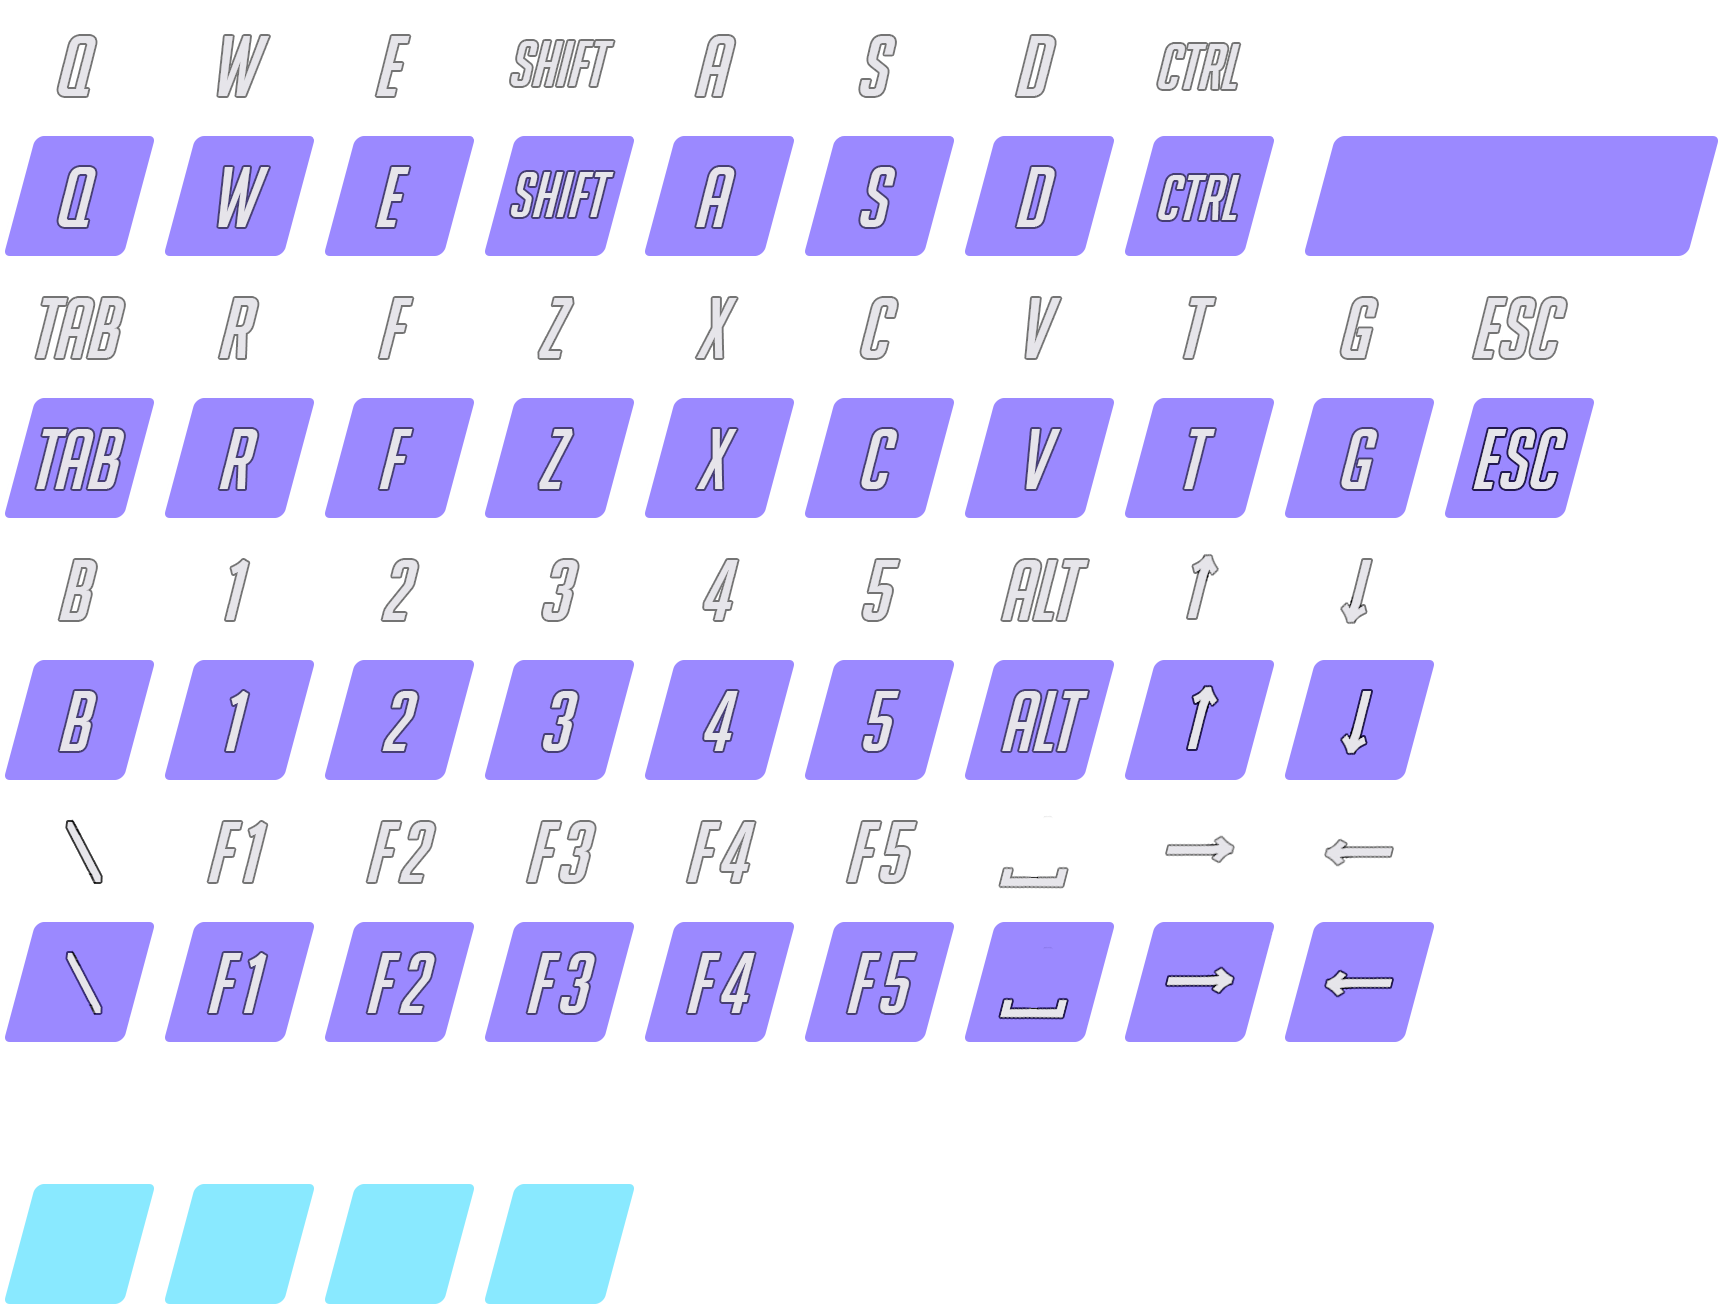 Q W E SHIFT A S D CTRL
Q W E SHIFT A S D CTRL
TAB R F Z X C V T G ESC
TAB R F Z X C V T G ESC
B 1 2 3 4 5 ALT ↑ ↓
B 1 2 3 4 5 ALT ↑ ↓
\ F1 F2 F3 F4 F5 ⎵ → ←
\ F1 F2 F3 F4 F5 ⎵ → ←